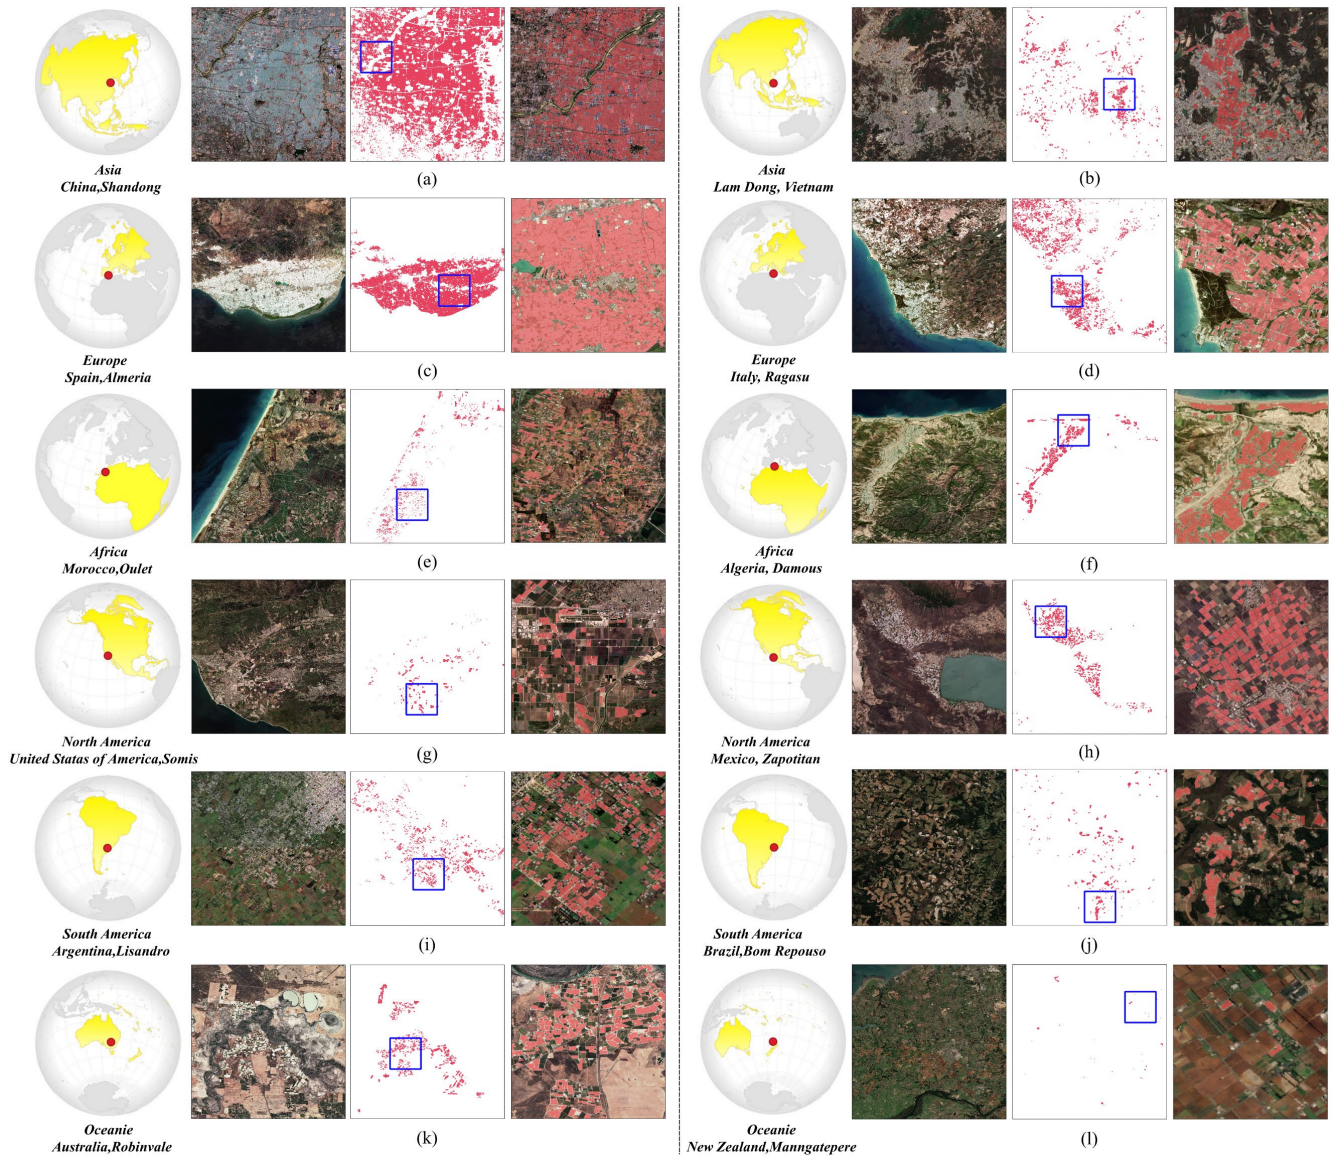 Asia
China,Shandong
(a)
Asia
Lam Dong, Vietnam
(b)
Europe
Spain,Almeria
(c)
Europe
Italy, Ragasu
(d)
Africa
Morocco,Oulet
(e)
Africa
Algeria, Damous
(f)
North America
United Statas of America,Somis
(g)
North America
Mexico, Zapotitan
(h)
South America
Argentina,Lisandro
(i)
South America
Brazil,Bom Repouso
(j)
Oceanie
Australia,Robinvale
(k)
Oceanie
New Zealand,Manngatepere
(l)